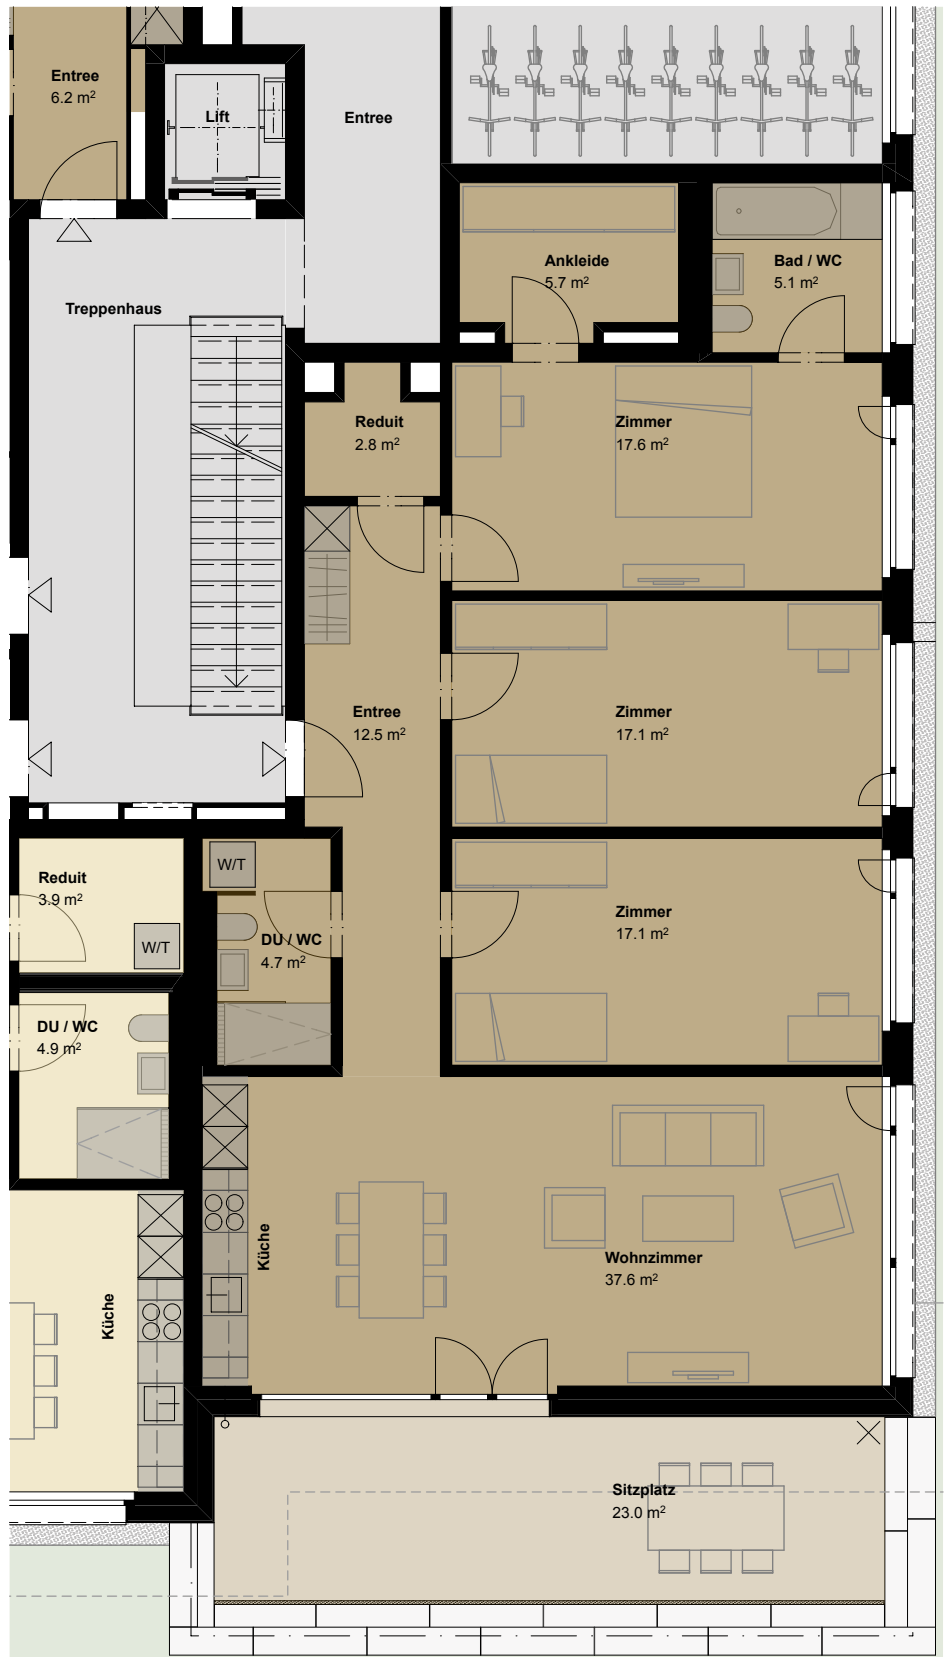 Entree
6.2 m²
Lift
Entree
Ankleide
5.7 m²
Bad / WC
5.1 m²
Treppenhaus
Reduit
2.8 m²
Zimmer
17.6 m²
Entree
12.5 m²
Zimmer
17.1 m²
W/T
Reduit
3.9 m²
W/T
DU / WC
4.7 m²
Zimmer
17.1 m²
DU / WC
4.9 m²
Küche
Wohnzimmer
37.6 m²
Küche
Sitzplatz
23.0 m²